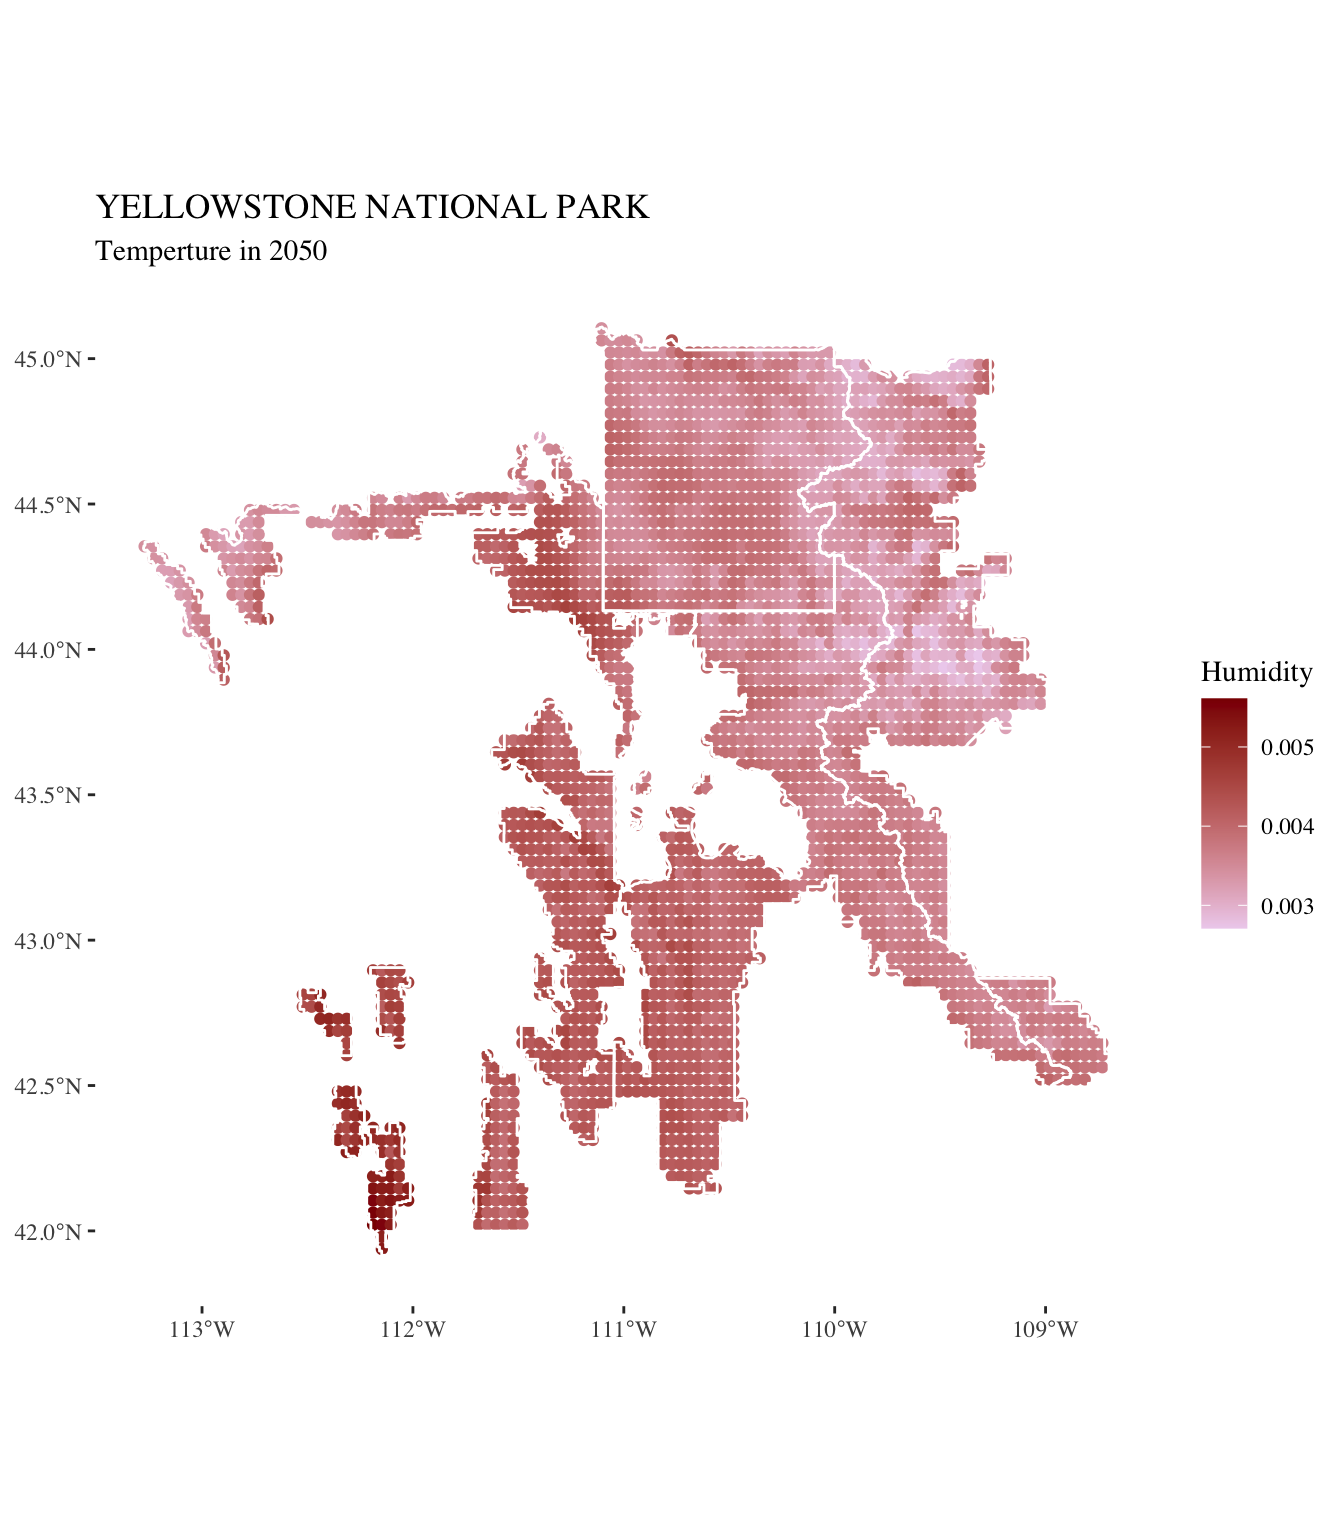 YELLOWSTONE NATIONAL PARK
Temperture in 2050
45.0°N
44.5°N
44.0°N
43.5°N
43.0°N
42.5°N
42.0°N
113°W 112°W 111°W 110°W 109°W
Humidity
0.005
0.004
0.003